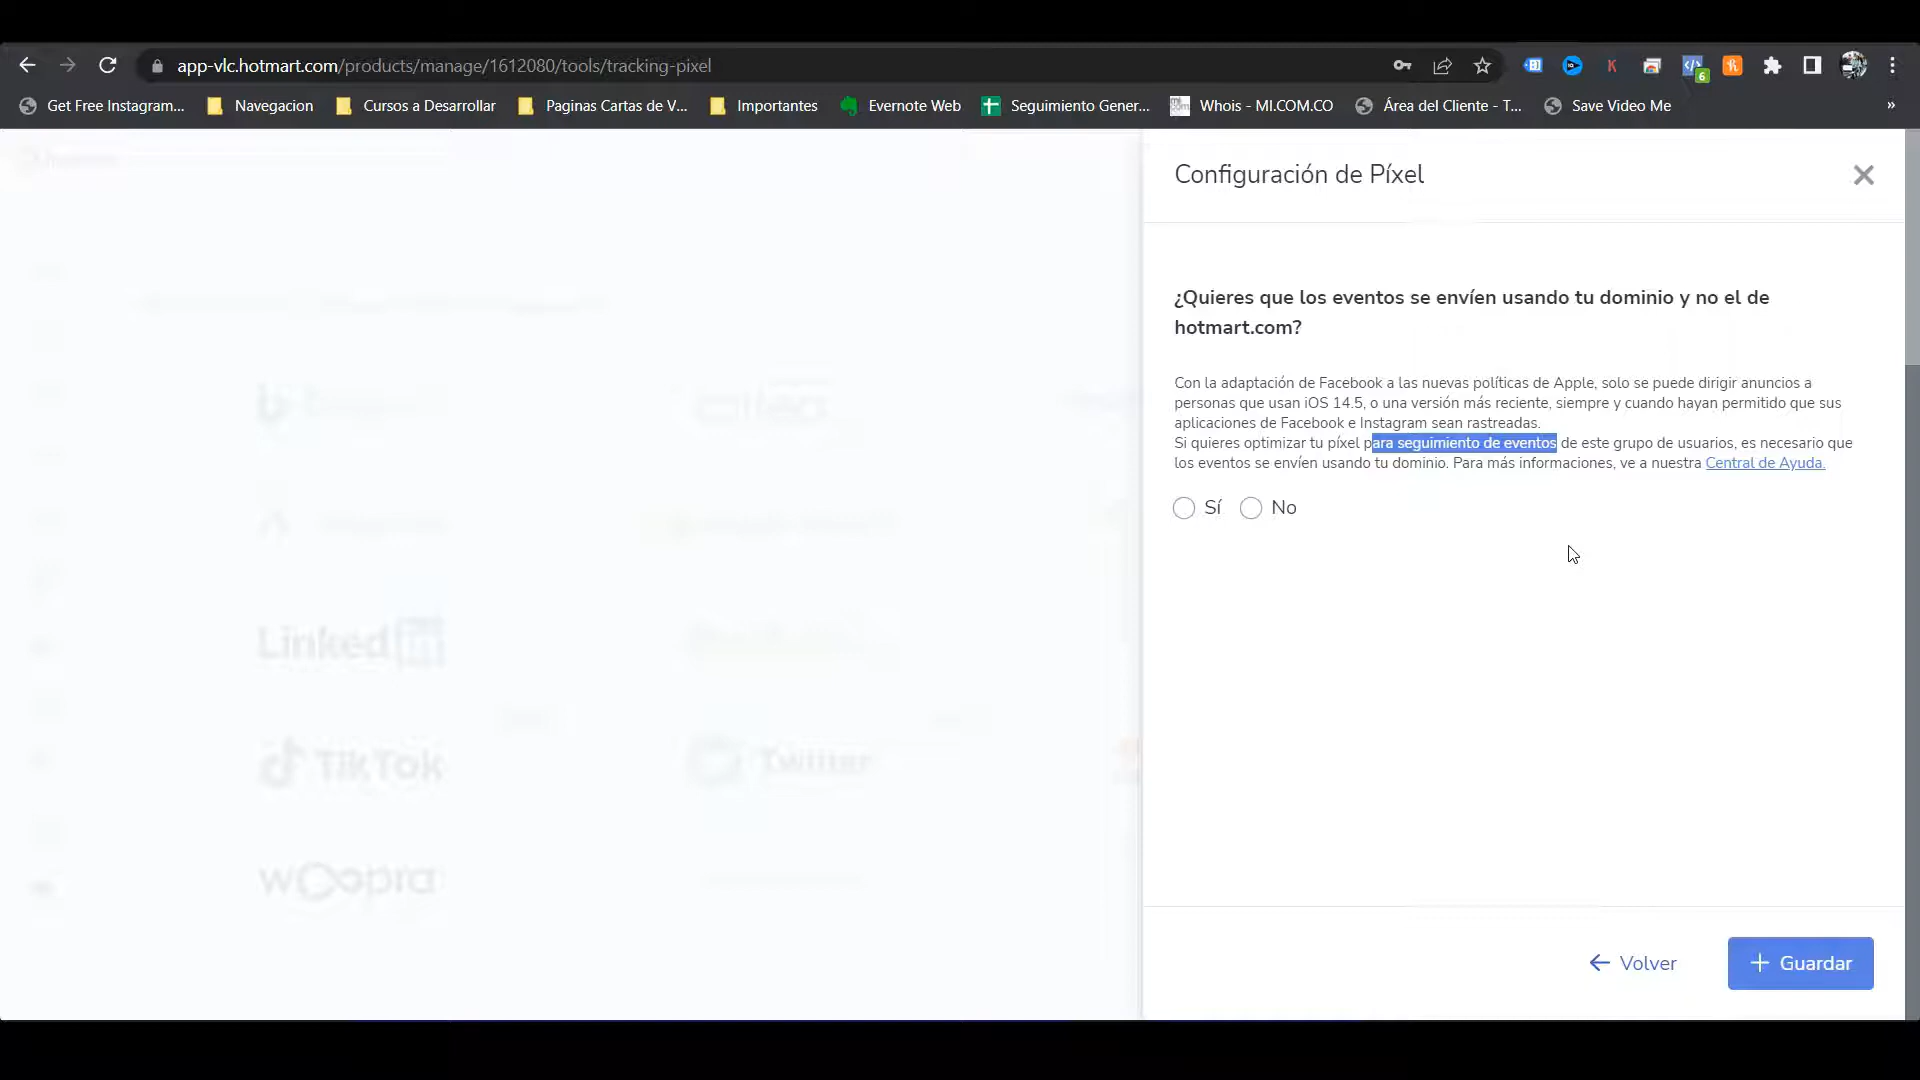 app-vlc.hotmart.com/products/manage/1612080/tools/tracking-pixel
6
Get Free Instagram... Navegacion Cursos a Desarrollar Paginas Cartas de V... Importantes Evernote Web Seguimiento Gener... Whois - MI.COM.CO Área del Cliente - T... Save Video Me »
Configuración de Píxel
¿Quieres que los eventos se envíen usando tu dominio y no el de
hotmart.com?
Con la adaptación de Facebook a las nuevas políticas de Apple, solo se puede dirigir anuncios a
personas que usan iOS 14.5, o una versión más reciente, siempre y cuando hayan permitido que sus
aplicaciones de Facebook e Instagram sean rastreadas.
Si quieres optimizar tu píxel para seguimiento de eventos de este grupo de usuarios, es necesario que
los eventos se envíen usando tu dominio. Para más informaciones, ve a nuestra Central de Ayuda.
Sí No
Linked in
TikTok Twitter
woopra
Volver Guardar